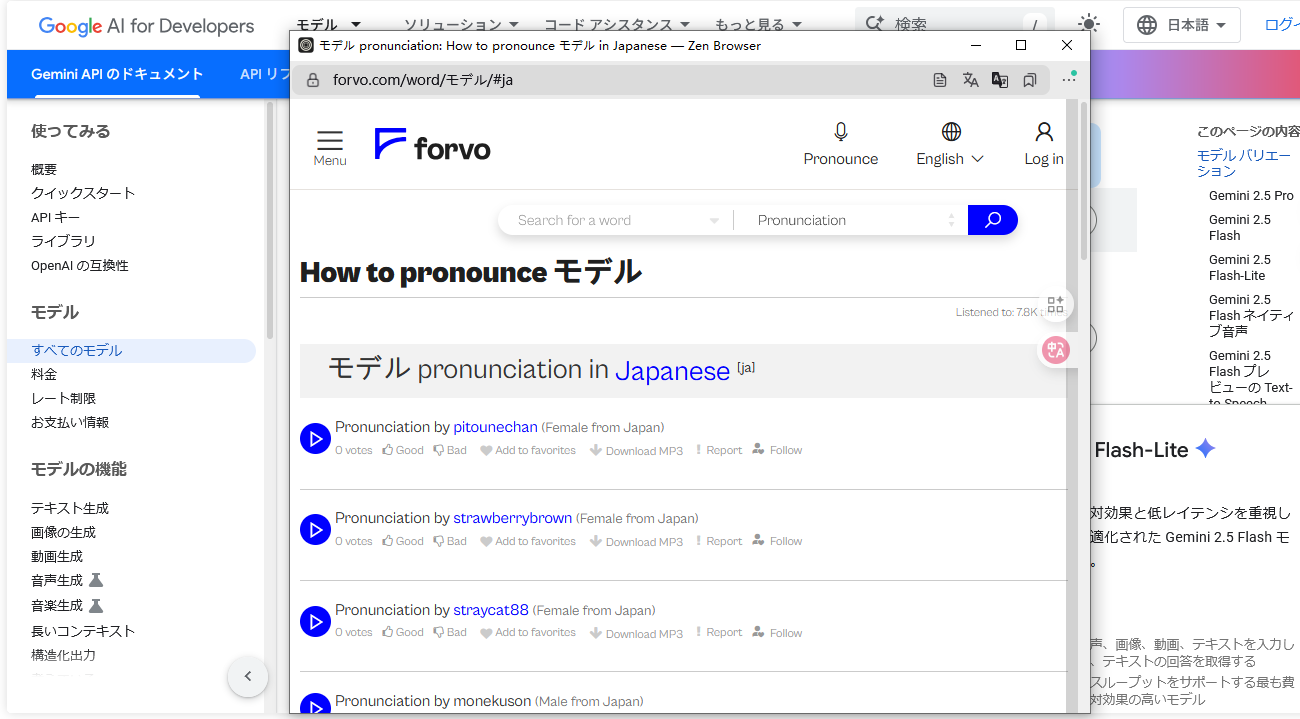 Google AI for Developers
モデル
ソリューション
コード アシスタンス
もっと見る
検索
/
日本語
ログイ
モデル pronunciation: How to pronounce モデル in Japanese — Zen Browser
Gemini API のドキュメント
API リフ
forvo.com/word/モデル/#ja
使ってみる
概要
クイックスタート
API キー
ライブラリ
OpenAI の互換性
モデル
すべてのモデル
料金
レート制限
お支払い情報
モデルの機能
テキスト生成
画像の生成
動画生成
音声生成
音楽生成
長いコンテキスト
構造化出力
Menu
forvo
Pronounce
English
Log in
Search for a word
Pronunciation
How to pronounce モデル
Listened to: 7.8K times
モデル pronunciation in Japanese [ja]
Pronunciation by pitounechan (Female from Japan)
0 votes Good Bad Add to favorites Download MP3 Report Follow
Pronunciation by strawberrybrown (Female from Japan)
0 votes Good Bad Add to favorites Download MP3 Report Follow
Pronunciation by straycat88 (Female from Japan)
0 votes Good Bad Add to favorites Download MP3 Report Follow
Pronunciation by monekuson (Male from Japan)
このページの内容
モデル バリエー
ション
Gemini 2.5 Pro
Gemini 2.5
Flash
Gemini 2.5
Flash-Lite
Gemini 2.5
Flash ネイティ
ブ音声
Gemini 2.5
Flash プレ
ビューの Text-
to-Speech
Flash-Lite
対効果と低レイテンシを重視し
適化された Gemini 2.5 Flash モ
。
声、画像、動画、テキストを入力し
、テキストの回答を取得する
スループットをサポートする最も費
対効果の高いモデル